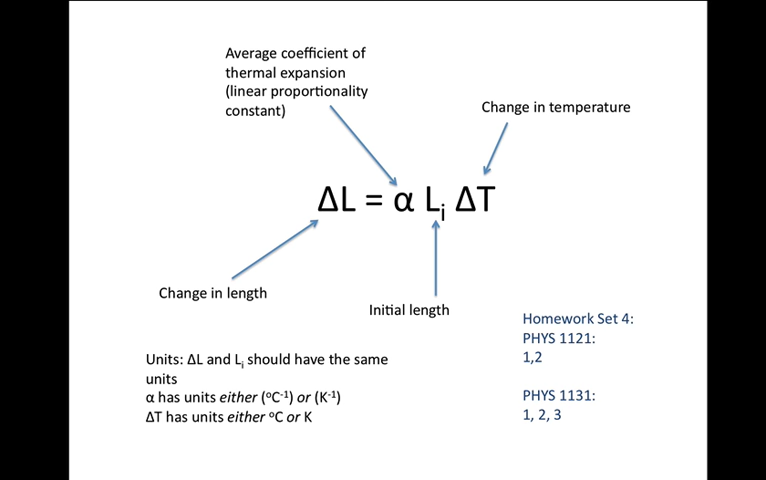 Average coefficient of
thermal expansion
(linear proportionality
constant)
Change in temperature
ΔL = α Lᵢ ΔT
Change in length
Initial length
Units: ΔL and Lᵢ should have the same
units
α has units either (ºC⁻¹) or (K⁻¹)
ΔT has units either ºC or K
Homework Set 4:
PHYS 1121:
1,2
PHYS 1131:
1, 2, 3